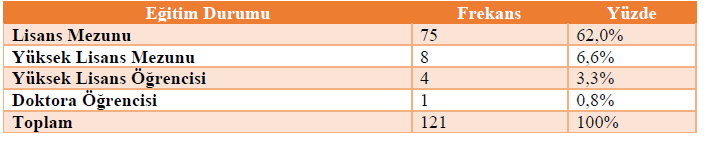 Eğitim Durumu Frekans Yüzde
Lisans Mezunu 75 62,0%
Yüksek Lisans Mezunu 8 6,6%
Yüksek Lisans Öğrencisi 4 3,3%
Doktora Öğrencisi 1 0,8%
Toplam 121 100%